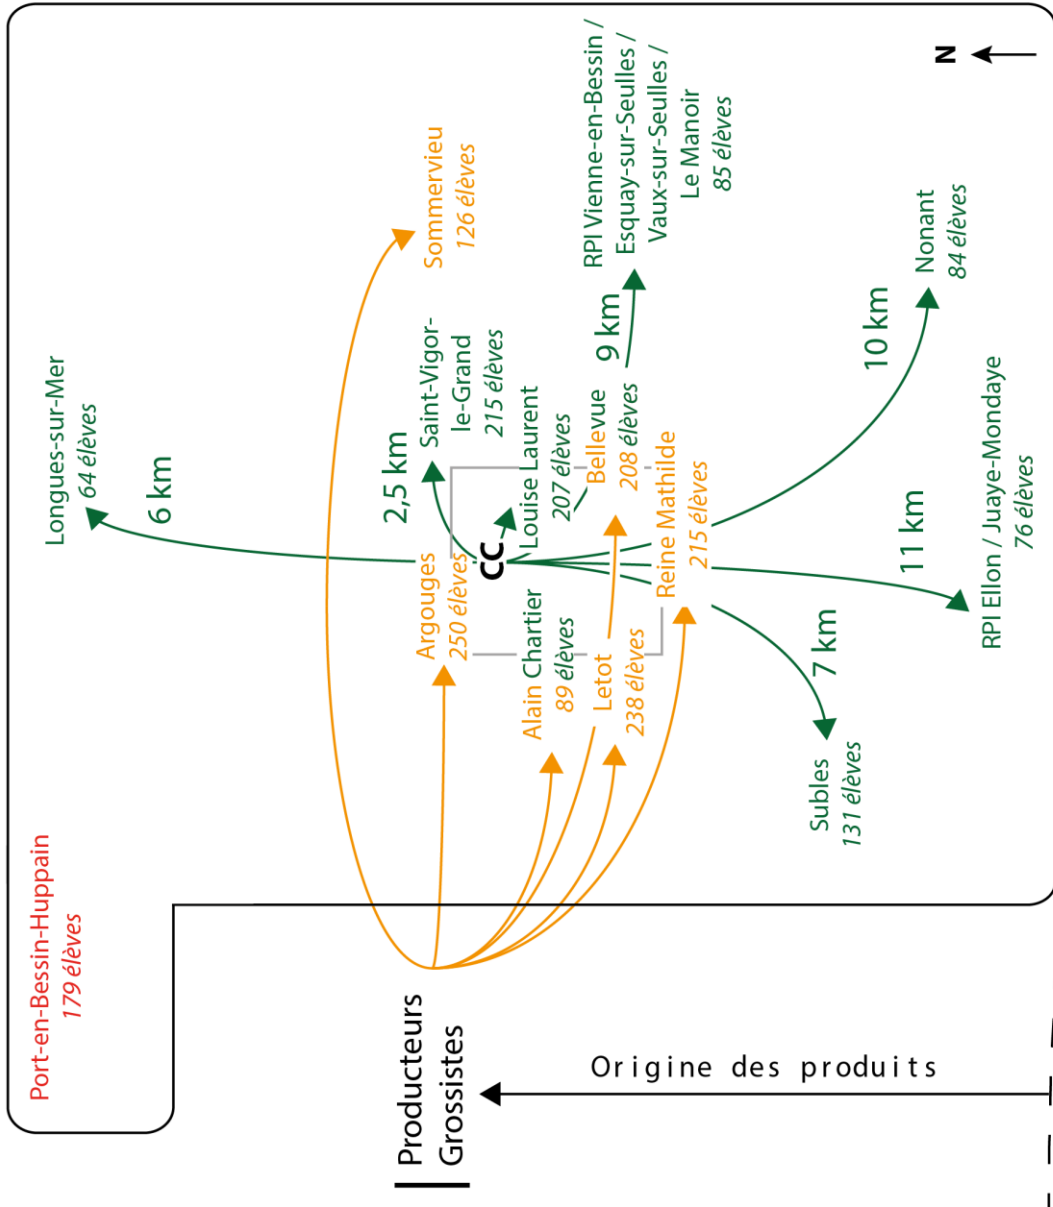 Port-en-Bessin-Huppain
179 élèves
Longues-sur-Mer
64 élèves
6 km
Sommervieu
126 élèves
2,5 km
Saint-Vigor-
le-Grand
215 élèves
Argouges
250 élèves
CC
Louise Laurent
207 élèves
Alain Chartier
89 élèves
Bellevue
208 élèves
Letot
238 élèves
Reine Mathilde
215 élèves
9 km
RPI Vienne-en-Bessin /
Esquay-sur-Seulles /
Vaux-sur-Seulles /
Le Manoir
85 élèves
7 km
Subles
131 élèves
11 km
RPI Ellon / Juaye-Mondaye
76 élèves
10 km
Nonant
84 élèves
N
Producteurs
Grossistes
Origine des produits